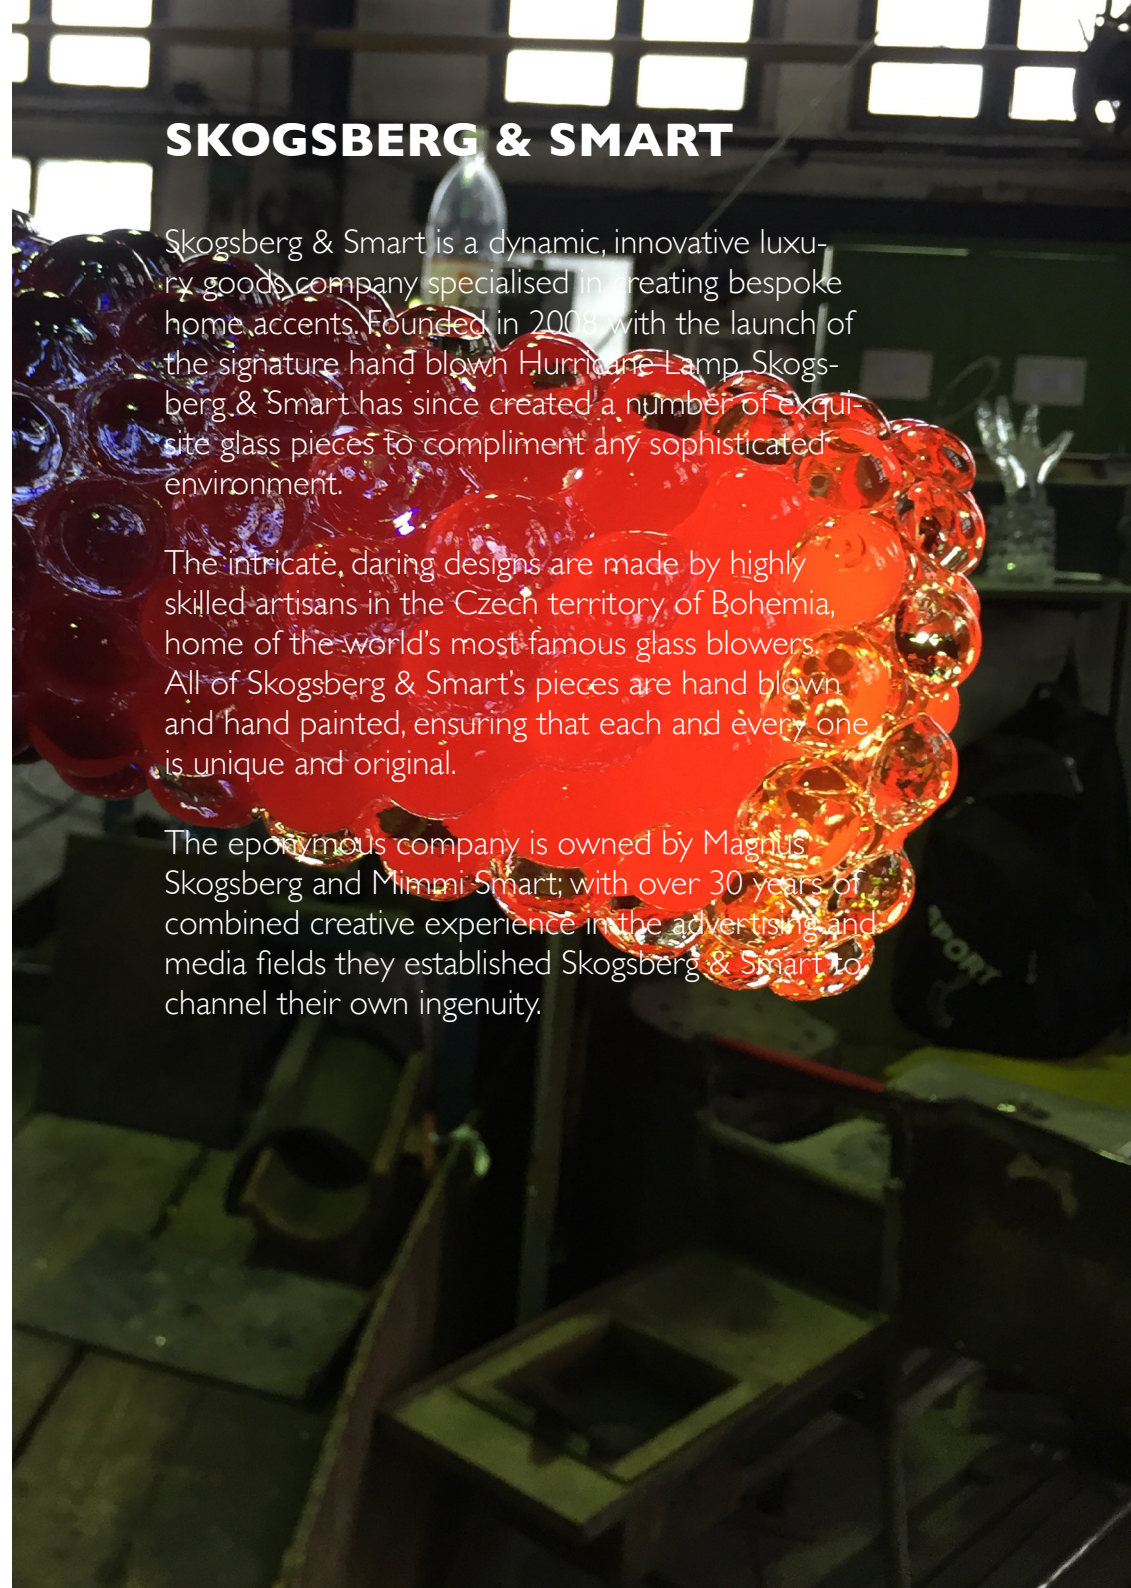 SKOGSBERG & SMART
Skogsberg & Smart is a dynamic, innovative luxu-
ry goods company specialised in creating bespoke
home accents. Founded in 2008 with the launch of
the signature hand blown Hurricane Lamp, Skogs-
berg & Smart has since created a number of exqui-
site glass pieces to compliment any sophisticated
environment.
The intricate, daring designs are made by highly
skilled artisans in the Czech territory of Bohemia,
home of the world's most famous glass blowers.
All of Skogsberg & Smart's pieces are hand blown
and hand painted, ensuring that each and every one
is unique and original.
The eponymous company is owned by Magnus
Skogsberg and Mimmi Smart; with over 30 years of
combined creative experience in the advertising and
media fields they established Skogsberg & Smart to
channel their own ingenuity.
PORT